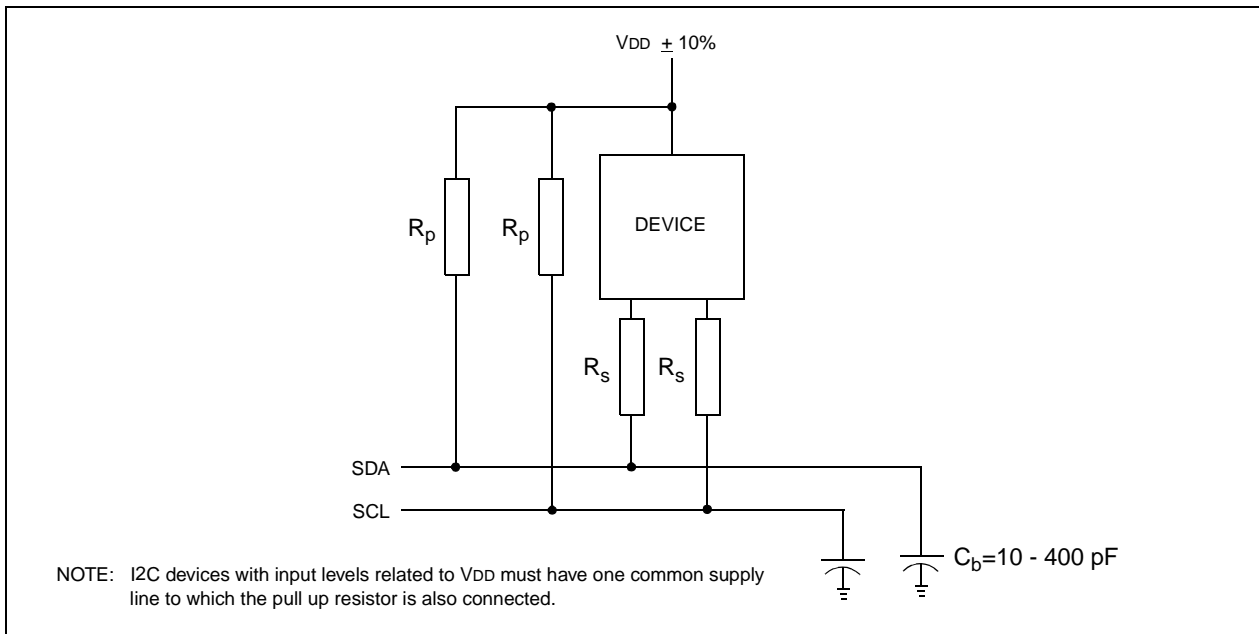 VDD ± 10%
Rp
Rp
DEVICE
Rs
Rs
SDA
SCL
Cb=10 - 400 pF
NOTE: I2C devices with input levels related to VDD must have one common supply
line to which the pull up resistor is also connected.